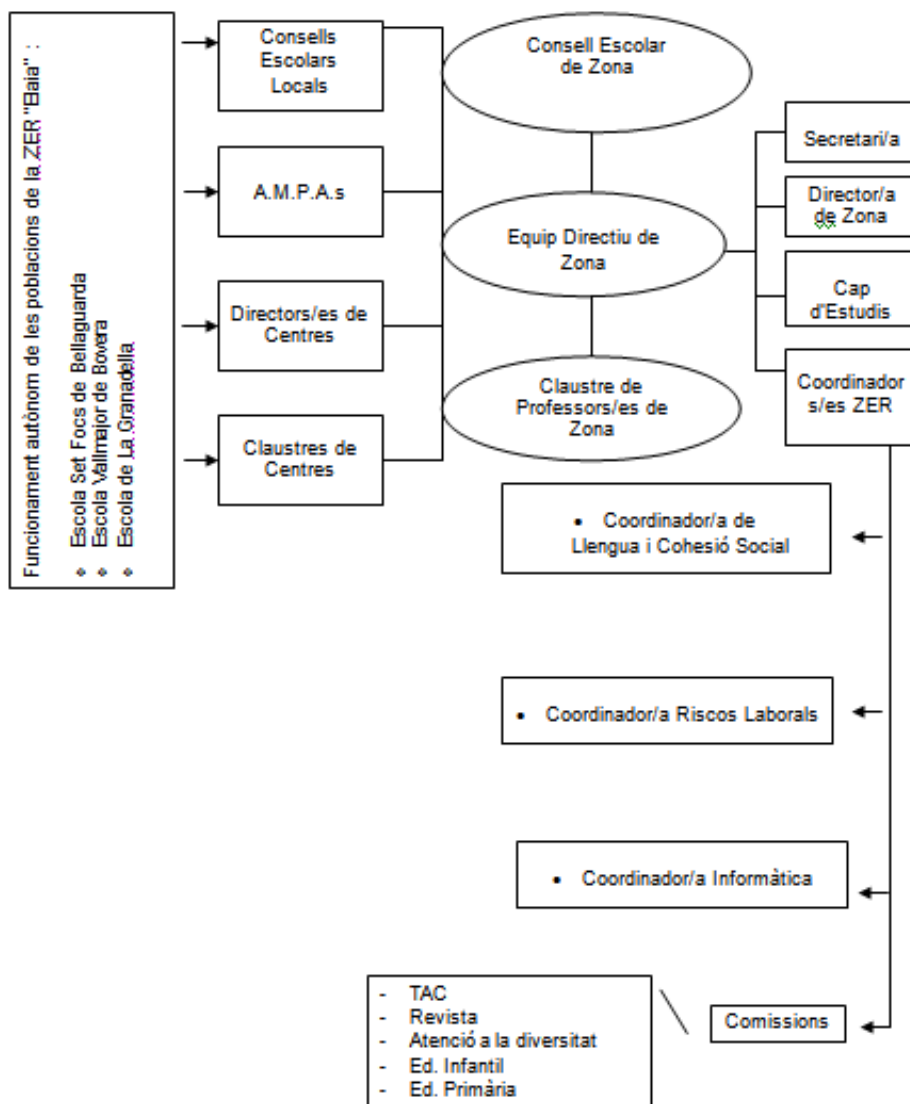 Funcionament autònom de les poblacions de la ZER "Elaia" :
Escola Set Focs de Bellaguarda
Escola Vallmajor de Bovera
Escola de La Granadella
Consells
Escolars
Locals
A.M.P.A.s
Directors/es de
Centres
Claustres de
Centres
Consell Escolar
de Zona
Equip Directiu de
Zona
Claustre de
Professors/es de
Zona
Secretari/a
Director/a
de Zona
Cap
d'Estudis
Coordinador
s/es ZER
• Coordinador/a de
Llengua i Cohesió Social
• Coordinador/a Riscos Laborals
• Coordinador/a Informàtica
Comissions
- TAC
- Revista
- Atenció a la diversitat
- Ed. Infantil
- Ed. Primària